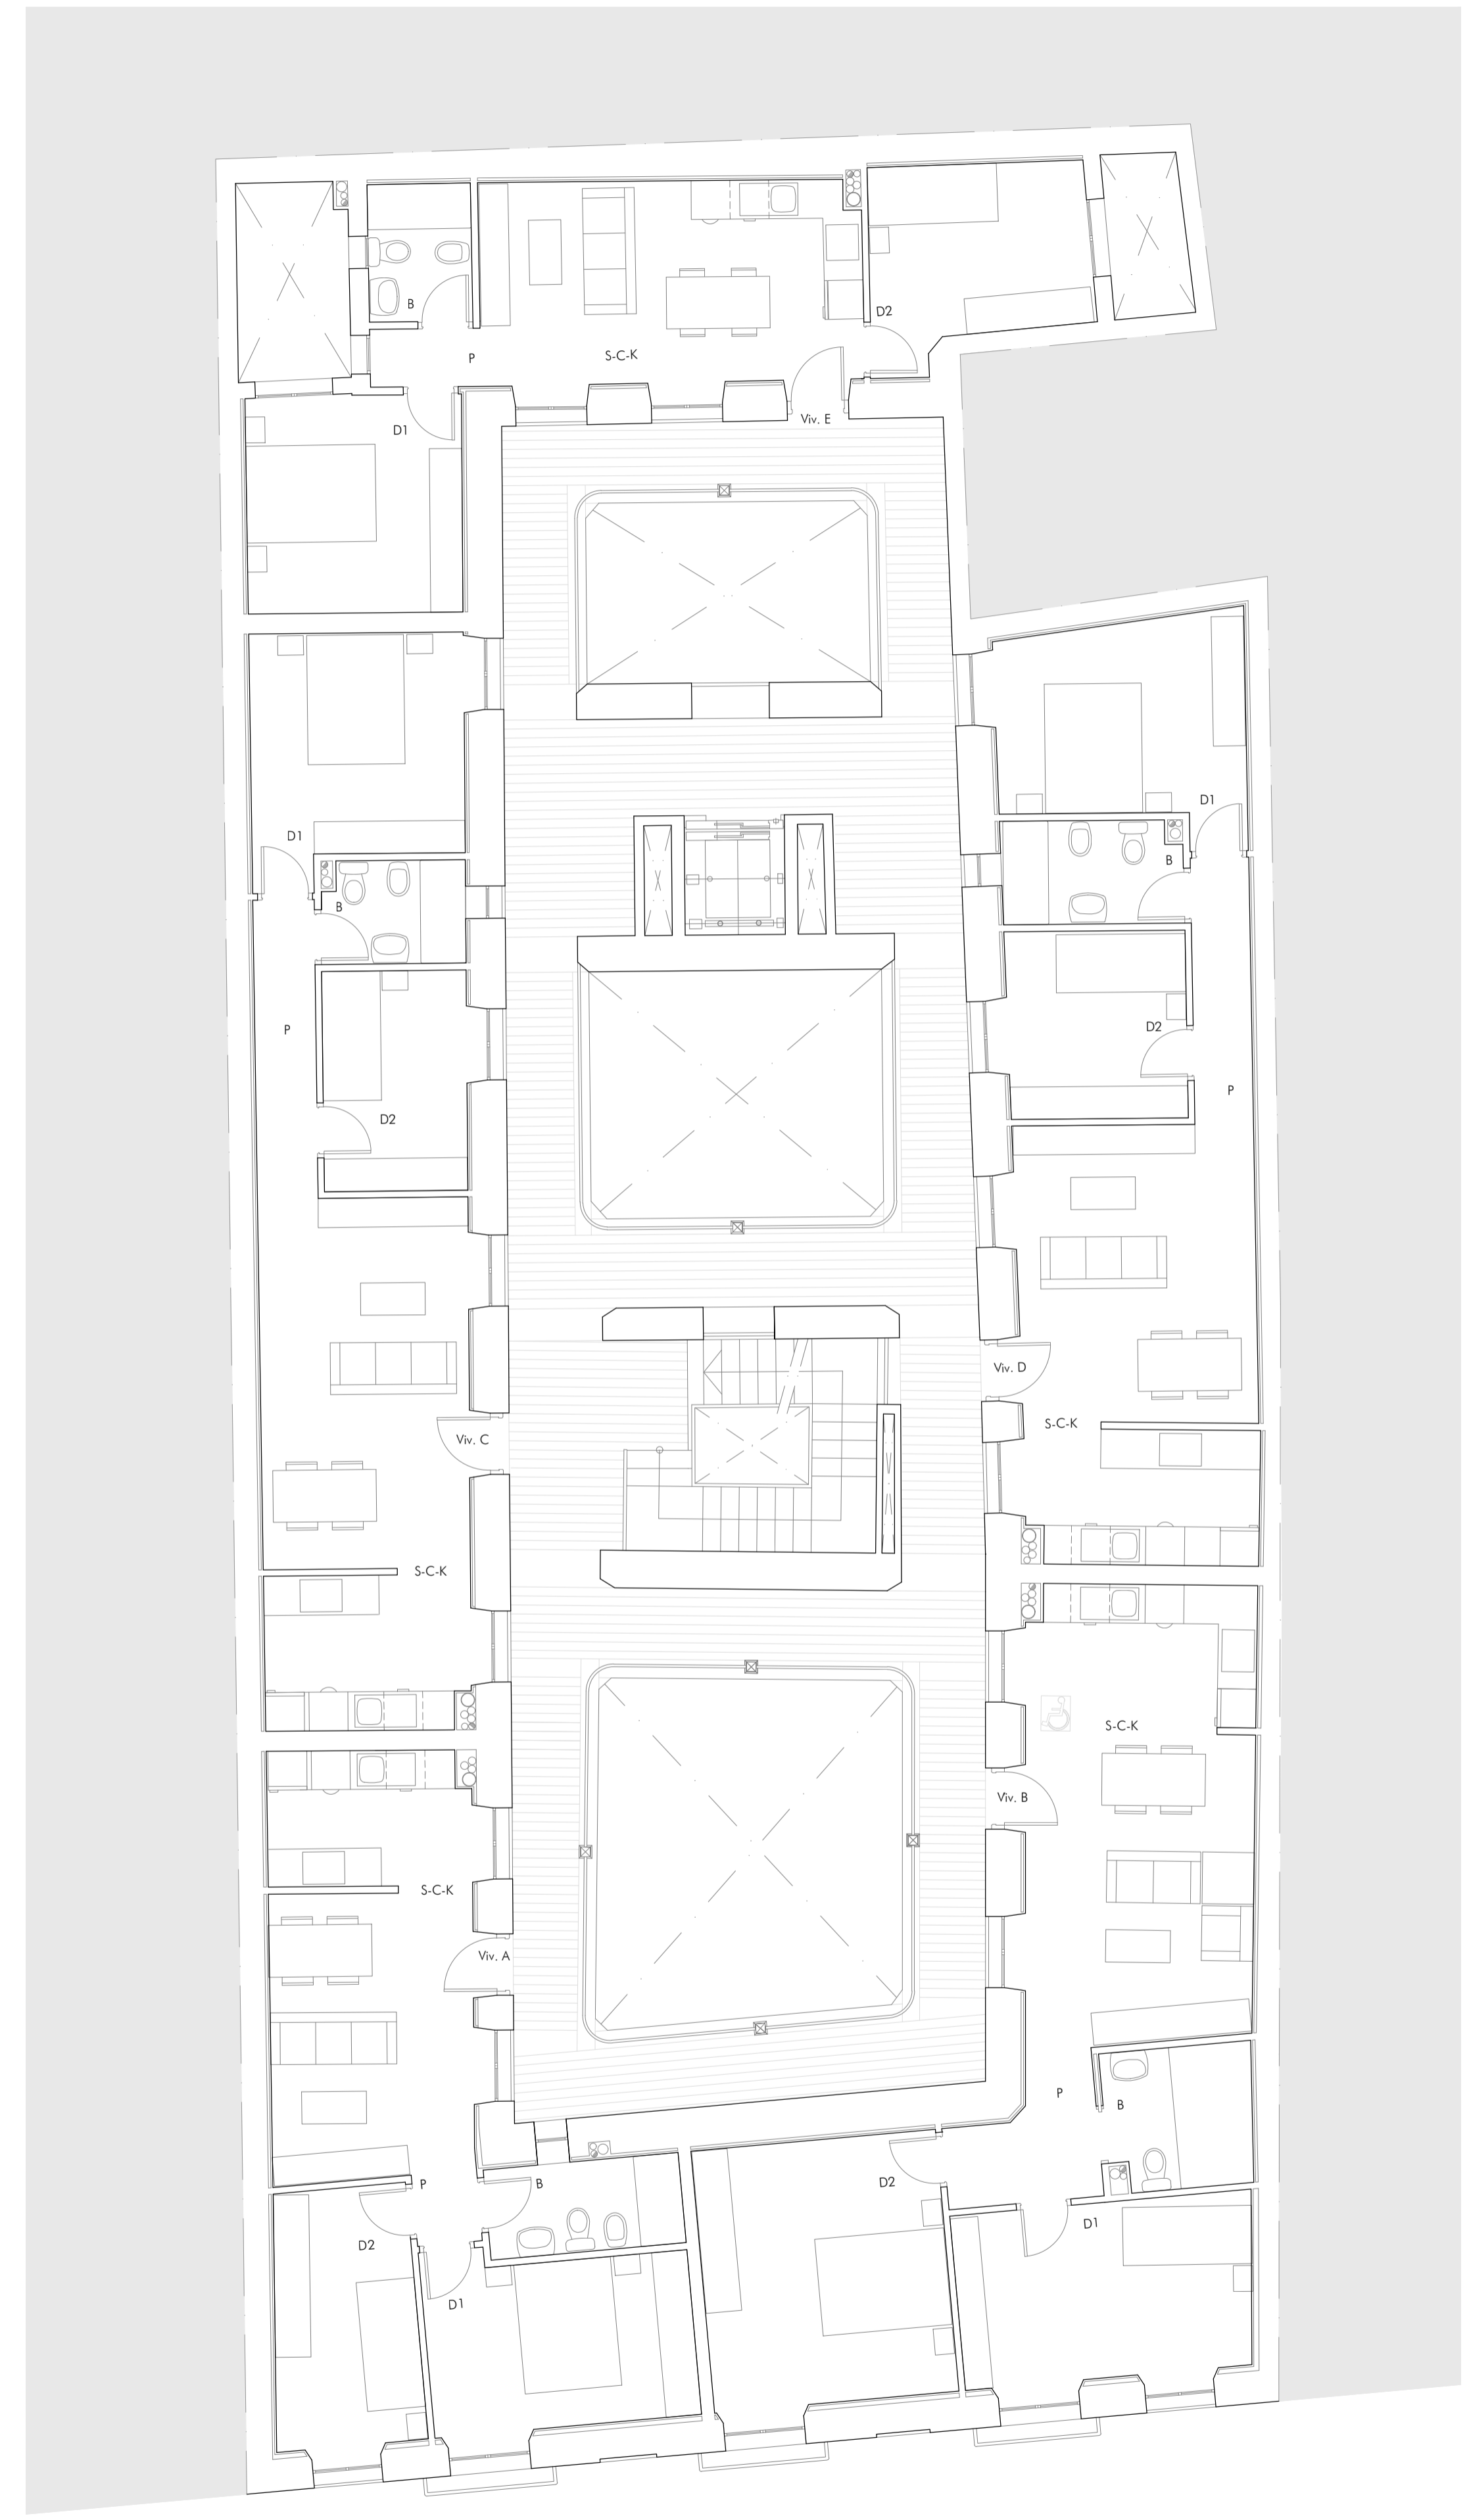 B
D2
P
S-C-K
Viv. E
D1
D1
D1
B
B
P
D2
D2
P
Viv. D
Viv. C
S-C-K
S-C-K
S-C-K
Viv. B
S-C-K
Viv. A
P
B
P
B
D2
D1
D2
D1